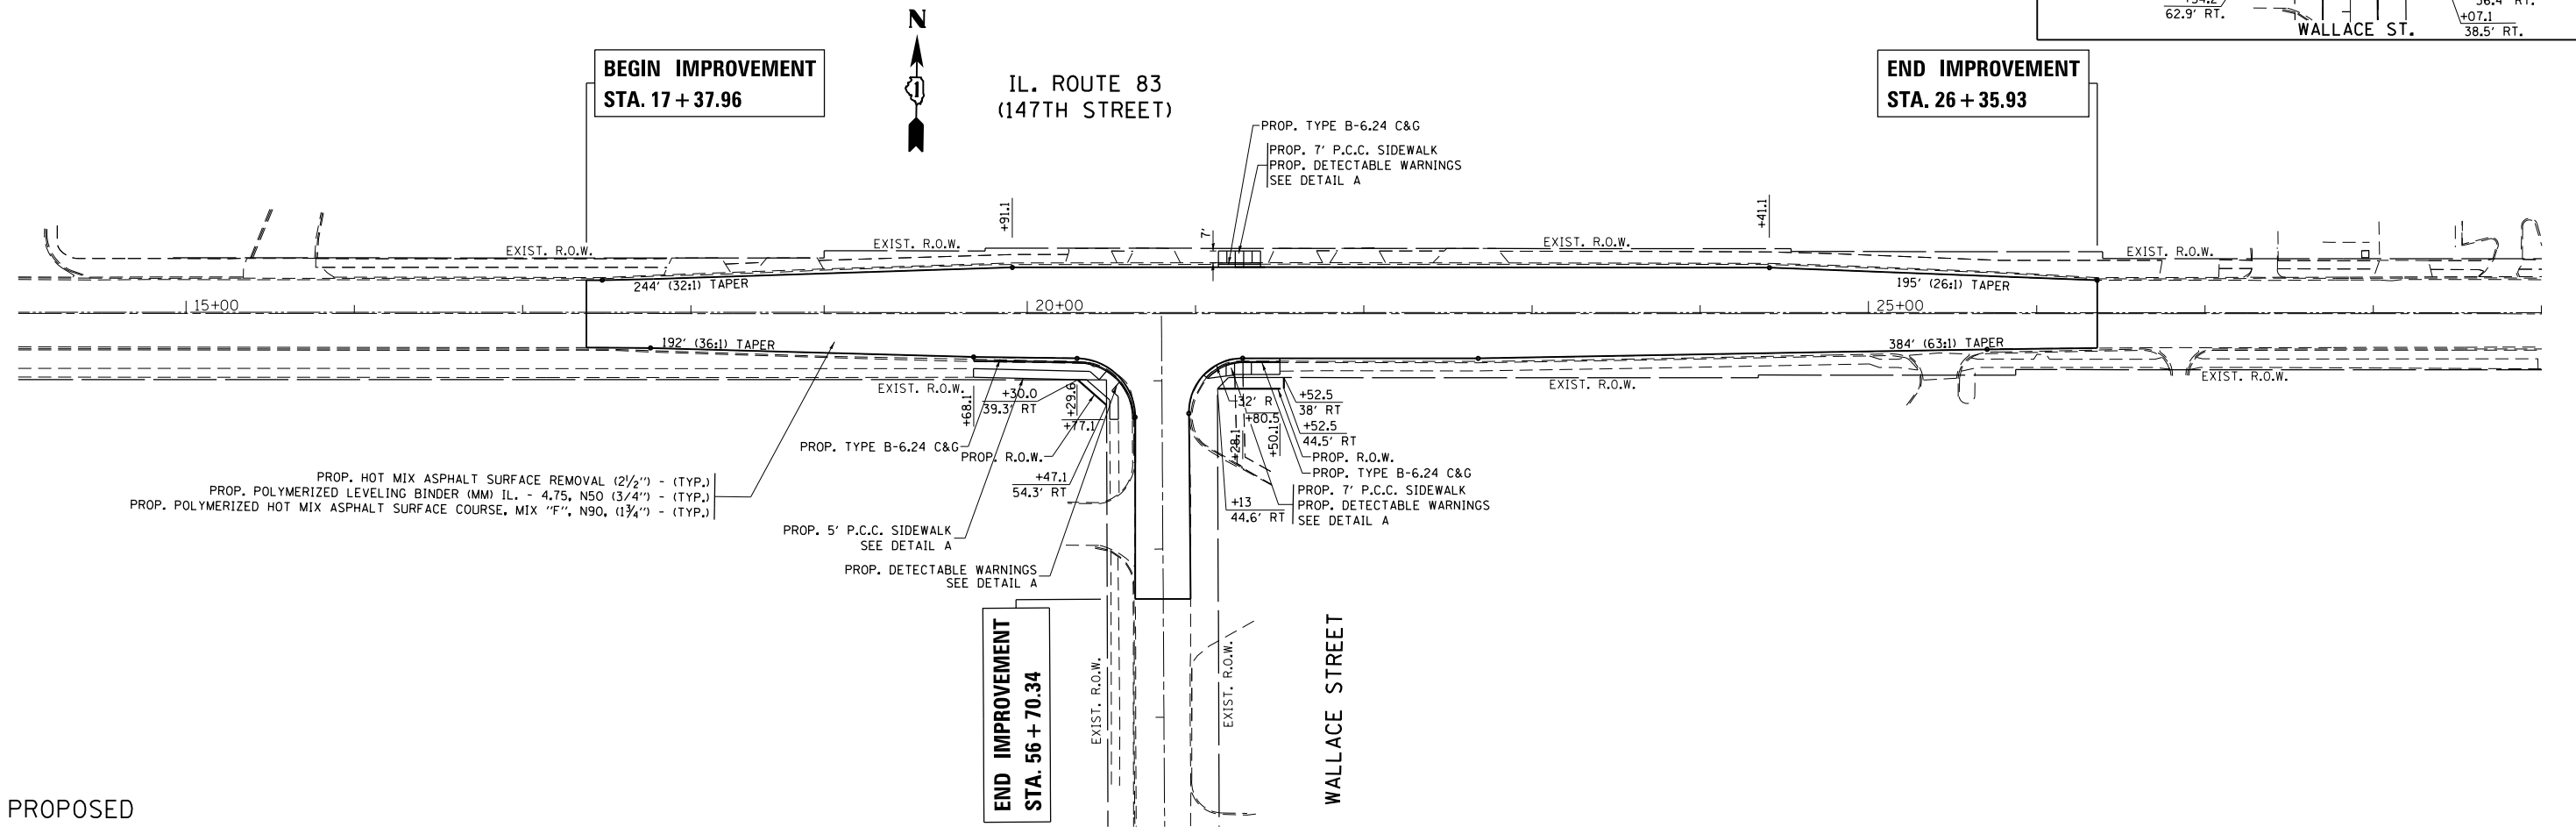 +54.2
62.9' RT.
36.4' RT.
+07.1
38.5' RT.
WALLACE ST.
N
1
BEGIN IMPROVEMENT
STA. 17 + 37.96
IL. ROUTE 83
(147TH STREET)
END IMPROVEMENT
STA. 26 + 35.93
PROP. TYPE B-6.24 C&G
PROP. 7' P.C.C. SIDEWALK
PROP. DETECTABLE WARNINGS
SEE DETAIL A
+91.1
7'
+41.1
EXIST. R.O.W.
EXIST. R.O.W.
EXIST. R.O.W.
EXIST. R.O.W.
244' (32:1) TAPER
195' (26:1) TAPER
15+00
20+00
25+00
192' (36:1) TAPER
384' (63:1) TAPER
EXIST. R.O.W.
EXIST. R.O.W.
EXIST. R.O.W.
+68.1
+30.0
39.3' RT
+29.6
+77.1
32' R
+80.5
+28.1
+50.1
+52.5
38' RT
+52.5
44.5' RT
PROP. TYPE B-6.24 C&G
PROP. R.O.W.
PROP. R.O.W.
PROP. TYPE B-6.24 C&G
+47.1
54.3' RT
+13
44.6' RT
PROP. 7' P.C.C. SIDEWALK
PROP. DETECTABLE WARNINGS
SEE DETAIL A
PROP. HOT MIX ASPHALT SURFACE REMOVAL (2½") - (TYP.)
PROP. POLYMERIZED LEVELING BINDER (MM) IL. - 4.75, N50 (3/4") - (TYP.)
PROP. POLYMERIZED HOT MIX ASPHALT SURFACE COURSE, MIX "F", N90, (1¾") - (TYP.)
PROP. 5' P.C.C. SIDEWALK
SEE DETAIL A
PROP. DETECTABLE WARNINGS
SEE DETAIL A
END IMPROVEMENT
STA. 56 + 70.34
EXIST. R.O.W.
EXIST. R.O.W.
WALLACE STREET
PROPOSED